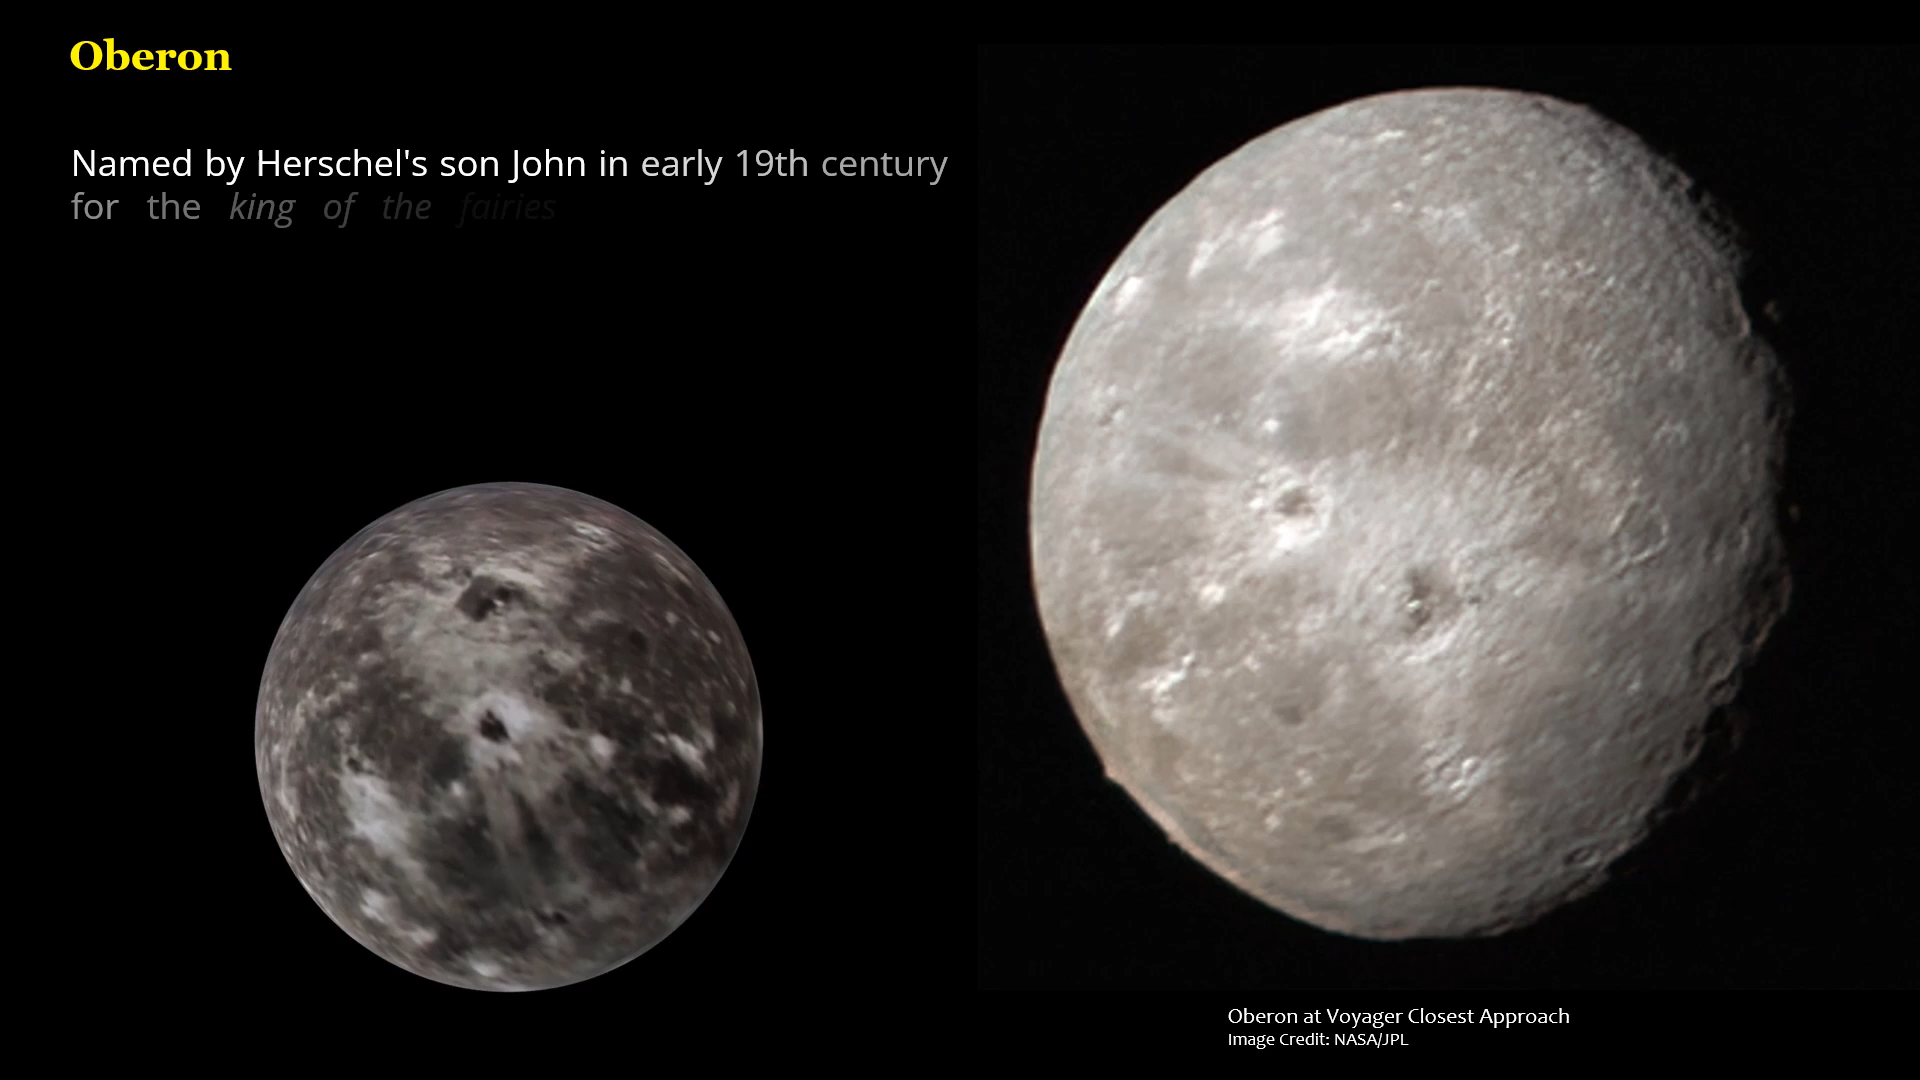 Oberon
Named by Herschel's son John in early 19th century
for the king of the fairies
Oberon at Voyager Closest Approach
Image Credit: NASA/JPL